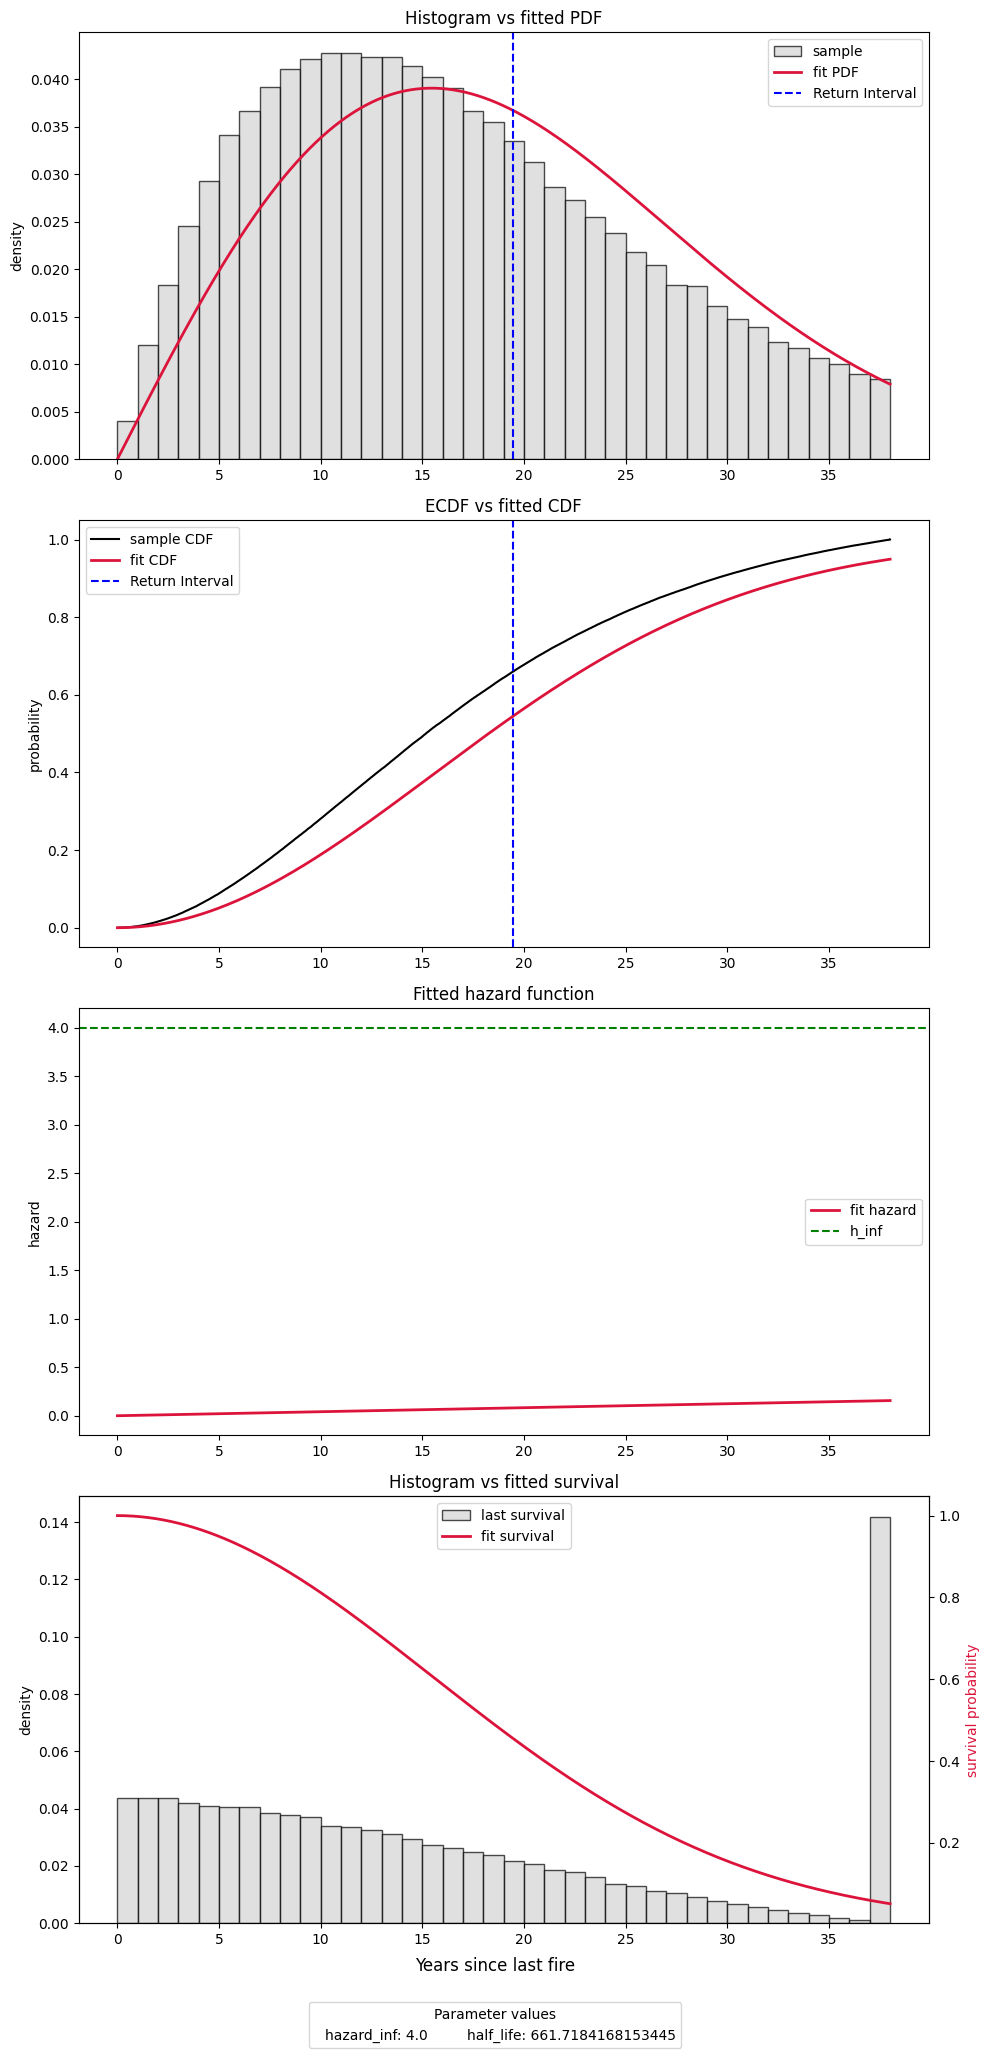 Histogram vs fitted PDF
sample
fit PDF
Return Interval
density
0.040
0.035
0.030
0.025
0.020
0.015
0.010
0.005
0.000
0 5 10 15 20 25 30 35
ECDF vs fitted CDF
sample CDF
fit CDF
Return Interval
probability
1.0
0.8
0.6
0.4
0.2
0.0
0 5 10 15 20 25 30 35
Fitted hazard function
fit hazard
h_inf
hazard
4.0
3.5
3.0
2.5
2.0
1.5
1.0
0.5
0.0
0 5 10 15 20 25 30 35
Histogram vs fitted survival
last survival
fit survival
density
0.14
0.12
0.10
0.08
0.06
0.04
0.02
0.00
1.0
0.8
0.6
0.4
0.2
survival probability
0 5 10 15 20 25 30 35
Years since last fire
Parameter values
hazard_inf: 4.0 half_life: 661.7184168153445